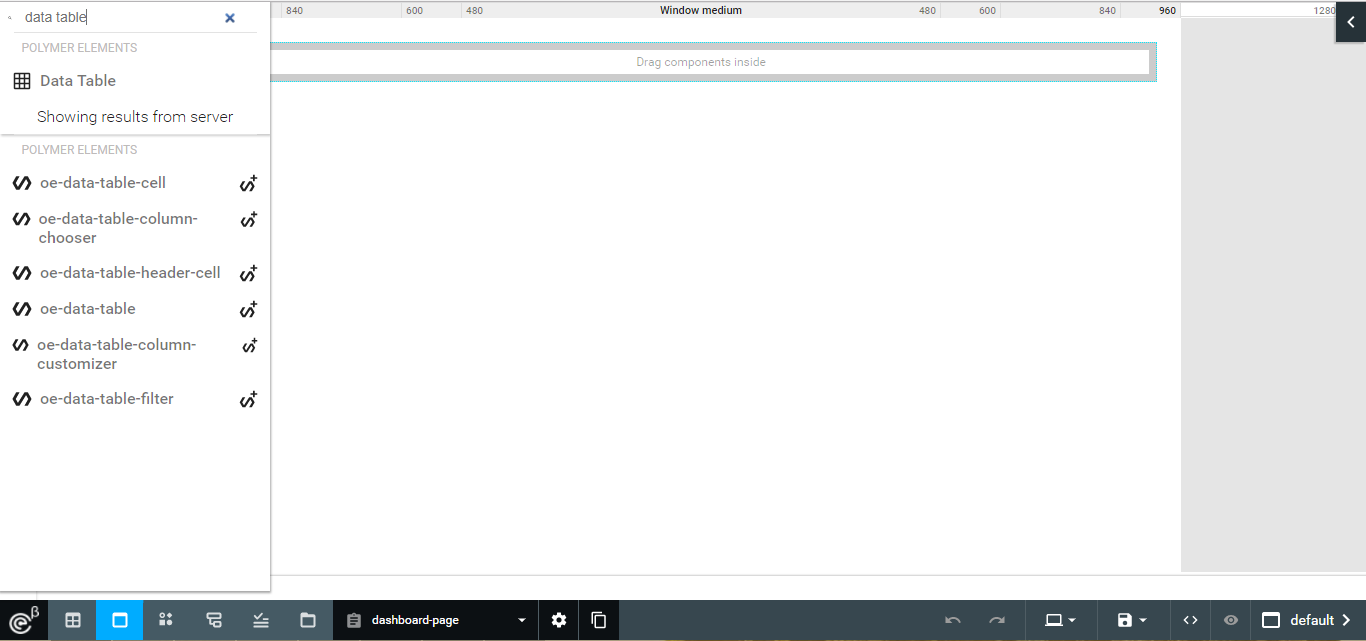 data table
840 600 480 Window medium 480 600 840 960 1280
POLYMER ELEMENTS
Drag components inside
Data Table
Showing results from server
POLYMER ELEMENTS
oe-data-table-cell
oe-data-table-column-
chooser
oe-data-table-header-cell
oe-data-table
oe-data-table-column-
customizer
oe-data-table-filter
e β dashboard-page default